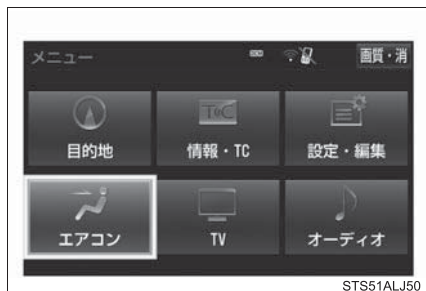 メニュー
画質・消
目的地
情報・TC
設定・編集
エアコン
TV
オーディオ
STS51ALJ50